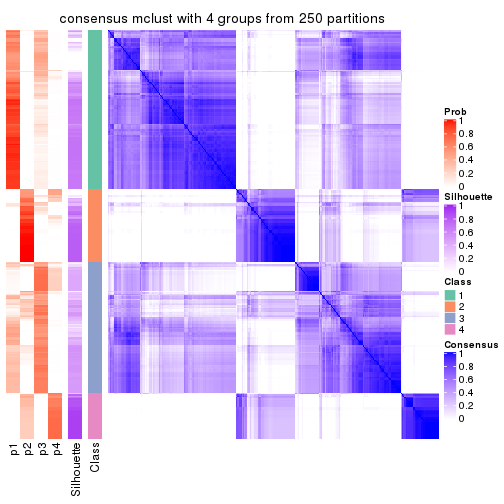 consensus mclust with 4 groups from 250 partitions
Prob
1
0.8
0.6
0.4
0.2
0
Silhouette
1
0.8
0.6
0.4
0.2
0
Class
1
2
3
4
Consensus
1
0.8
0.6
0.4
0.2
0
p1
p2
p3
p4
Silhouette
Class